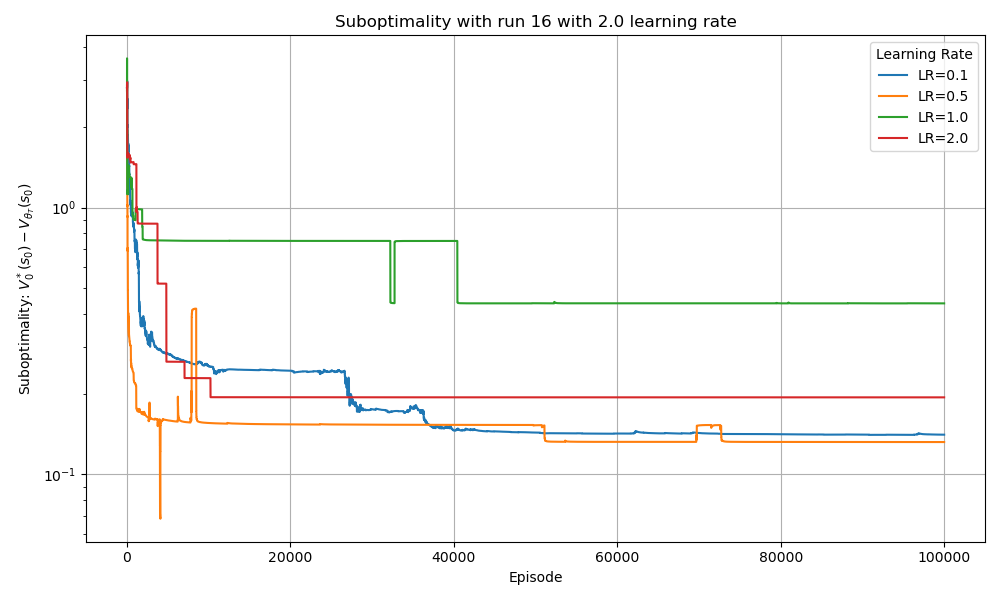 Suboptimality with run 16 with 2.0 learning rate
Suboptimality: $V_0^*(s_0) - V_{\theta_T}(s_0)$
10^0
10^{-1}
Learning Rate
LR=0.1
LR=0.5
LR=1.0
LR=2.0
0 20000 40000 60000 80000 100000
Episode